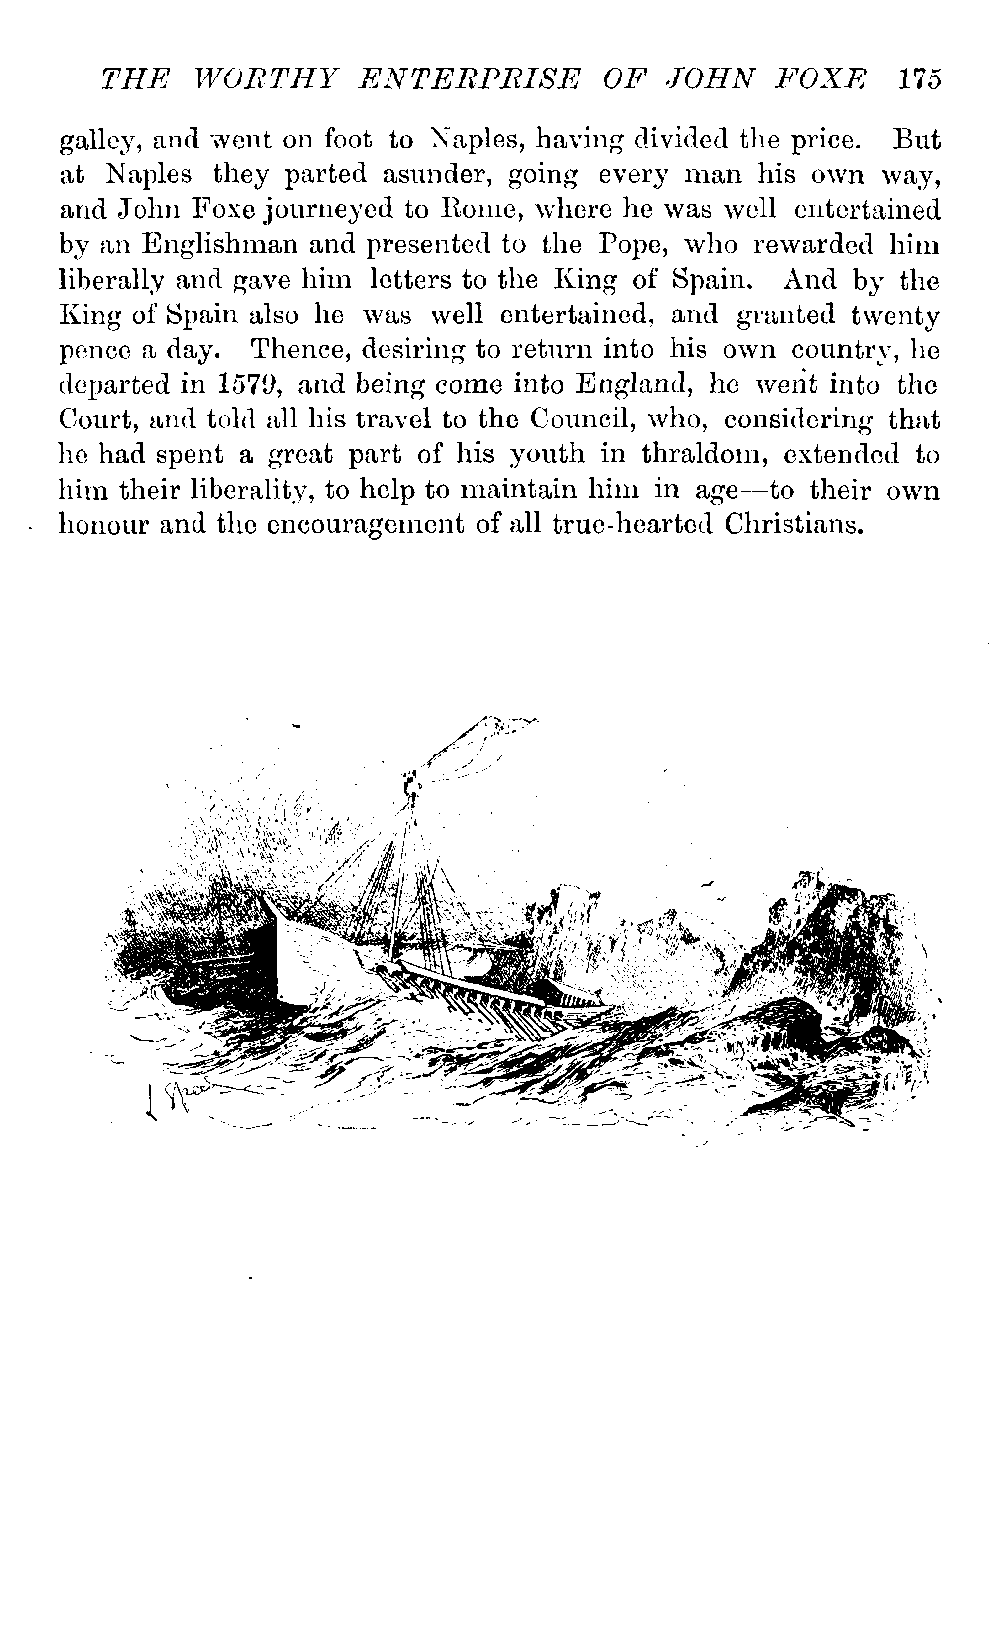 THE WORTHY ENTERPRISE OF JOHN FOXE 175
galley, and went on foot to Naples, having divided the price. But
at Naples they parted asunder, going every man his own way,
and John Foxe journeyed to Rome, where he was well entertained
by an Englishman and presented to the Pope, who rewarded him
liberally and gave him letters to the King of Spain. And by the
King of Spain also he was well entertained, and granted twenty
pence a day. Thence, desiring to return into his own country, he
departed in 1579, and being come into England, he went into the
Court, and told all his travel to the Council, who, considering that
he had spent a great part of his youth in thraldom, extended to
him their liberality, to help to maintain him in age—to their own
honour and the encouragement of all true-hearted Christians.
L Speed